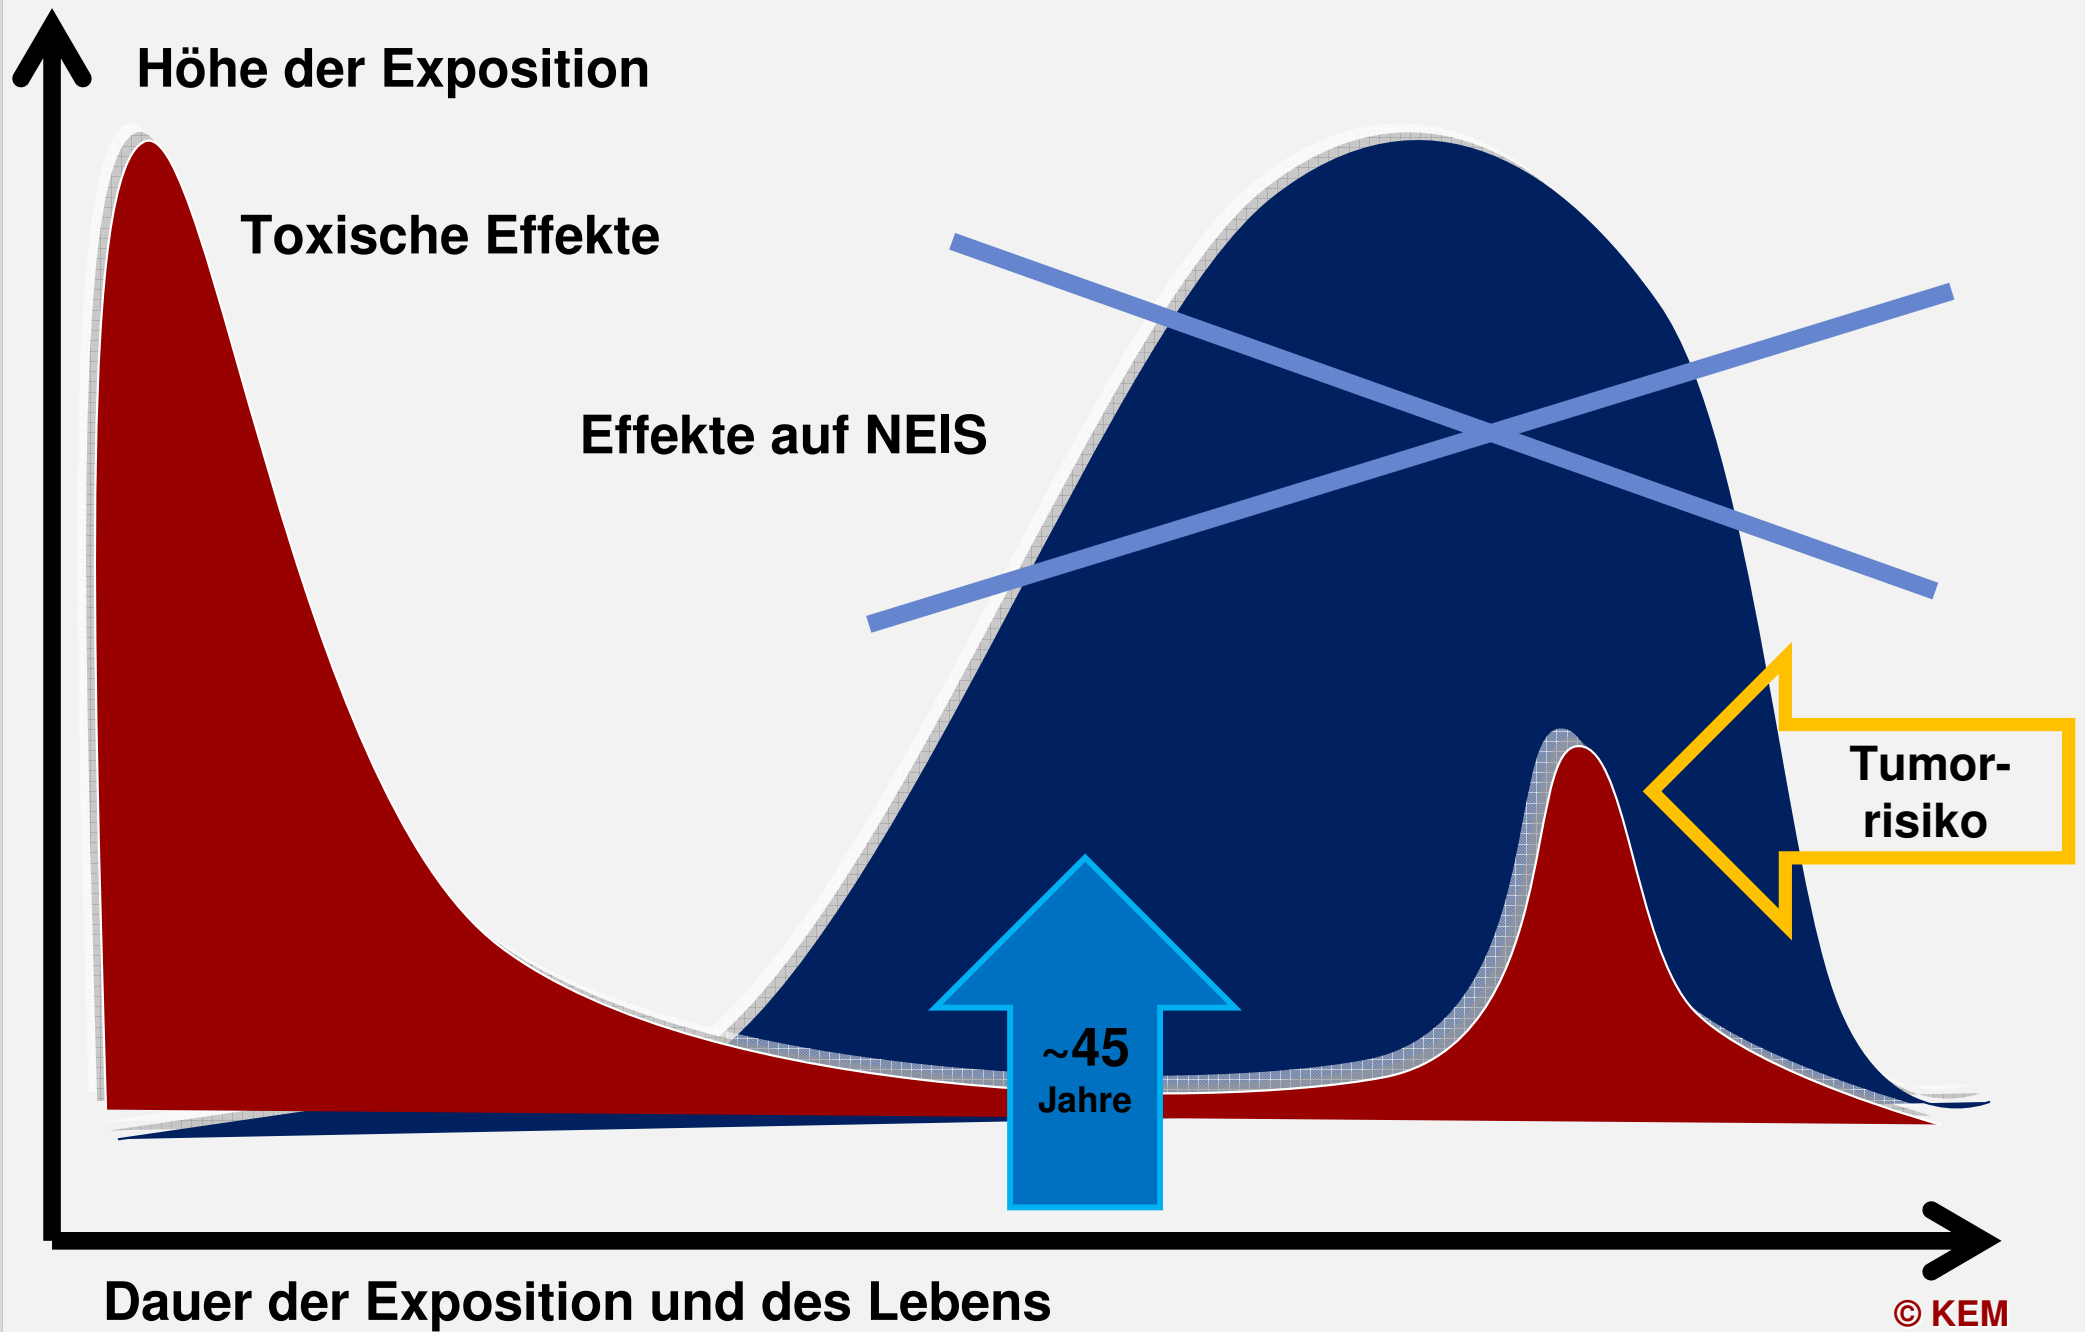 Höhe der Exposition
Toxische Effekte
Effekte auf NEIS
Tumor-
risiko
~45
Jahre
Dauer der Exposition und des Lebens
© KEM